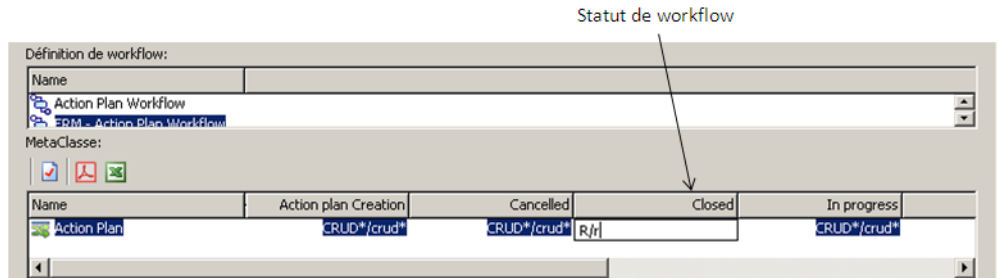 Statut de workflow
Définition de workflow:
Name
Action Plan Workflow
ERM - Action Plan Workflow
MetaClasse:
Name Action plan Creation Cancelled Closed In progress
Action Plan CRUD*/crud* CRUD*/crud* R/r CRUD*/crud*